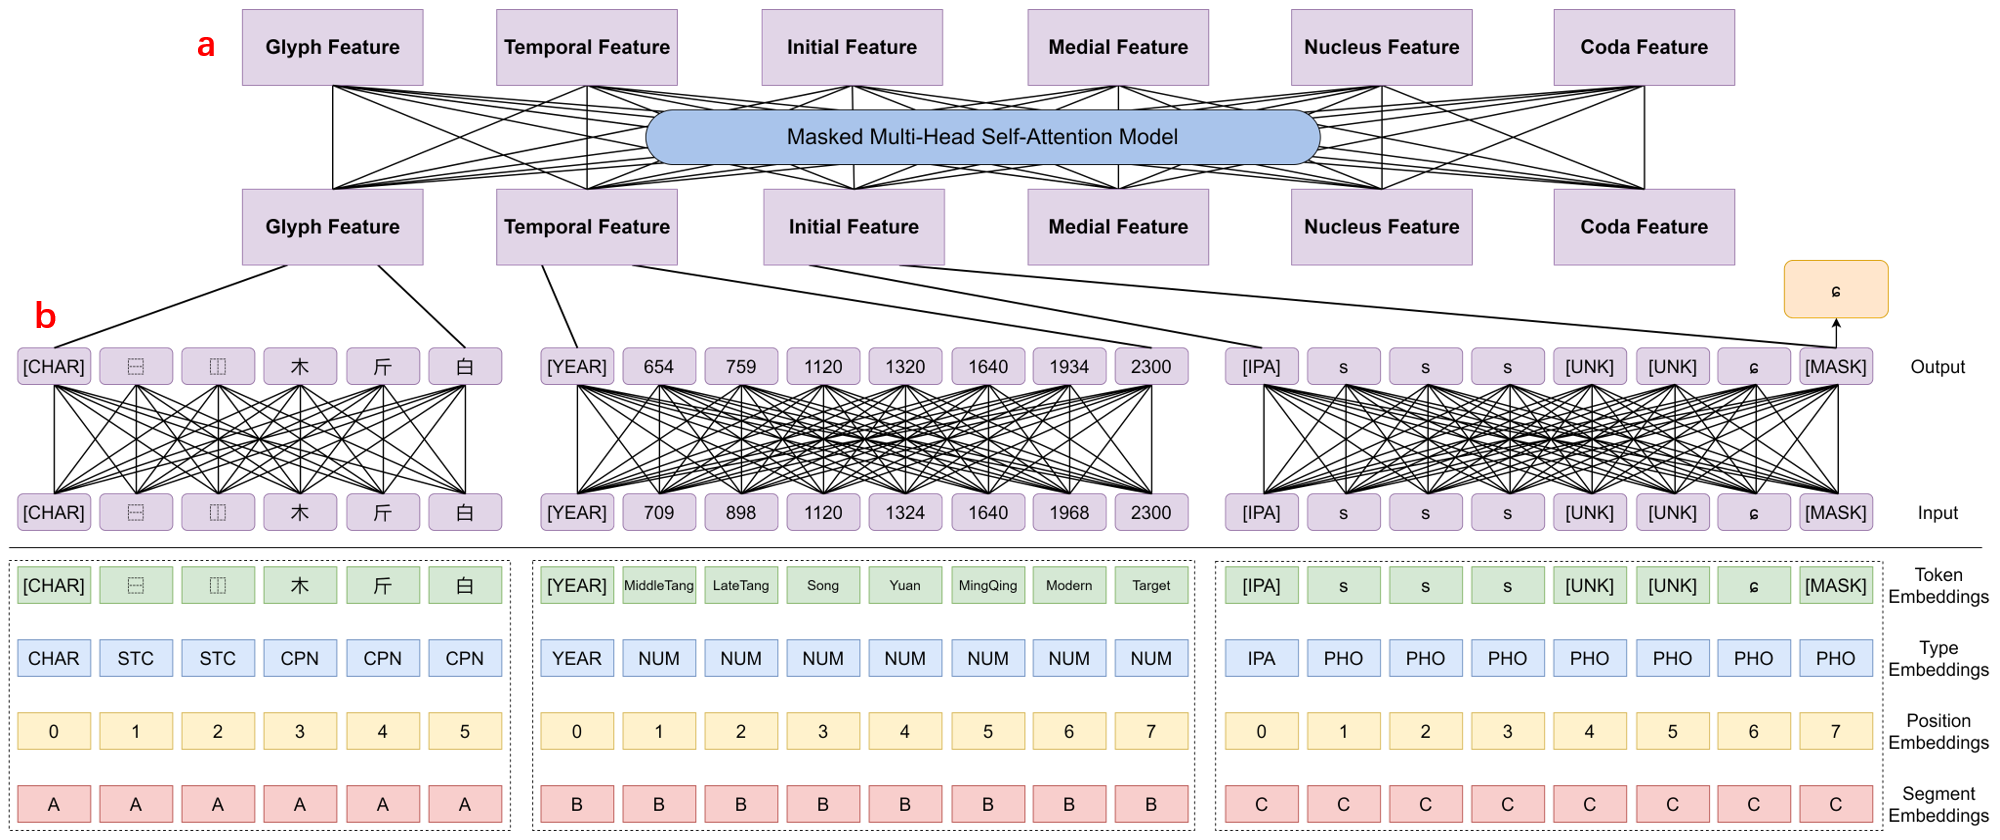 a
Glyph Feature Temporal Feature Initial Feature Medial Feature Nucleus Feature Coda Feature
Masked Multi-Head Self-Attention Model
Glyph Feature Temporal Feature Initial Feature Medial Feature Nucleus Feature Coda Feature
ɕ
b
[CHAR] ⿱ ⿰ 木 斤 白 [YEAR] 654 759 1120 1320 1640 1934 2300 [IPA] s s s [UNK] [UNK] ɕ [MASK] Output
[CHAR] ⿱ ⿰ 木 斤 白 [YEAR] 709 898 1120 1324 1640 1968 2300 [IPA] s s s [UNK] [UNK] ɕ [MASK] Input
[CHAR] ⿱ ⿰ 木 斤 白 [YEAR] MiddleTang LateTang Song Yuan MingQing Modern Target [IPA] s s s [UNK] [UNK] ɕ [MASK] Token
Embeddings
CHAR STC STC CPN CPN CPN YEAR NUM NUM NUM NUM NUM NUM NUM IPA PHO PHO PHO PHO PHO PHO PHO Type
Embeddings
0 1 2 3 4 5 0 1 2 3 4 5 6 7 0 1 2 3 4 5 6 7 Position
Embeddings
A A A A A A B B B B B B B B C C C C C C C C Segment
Embeddings